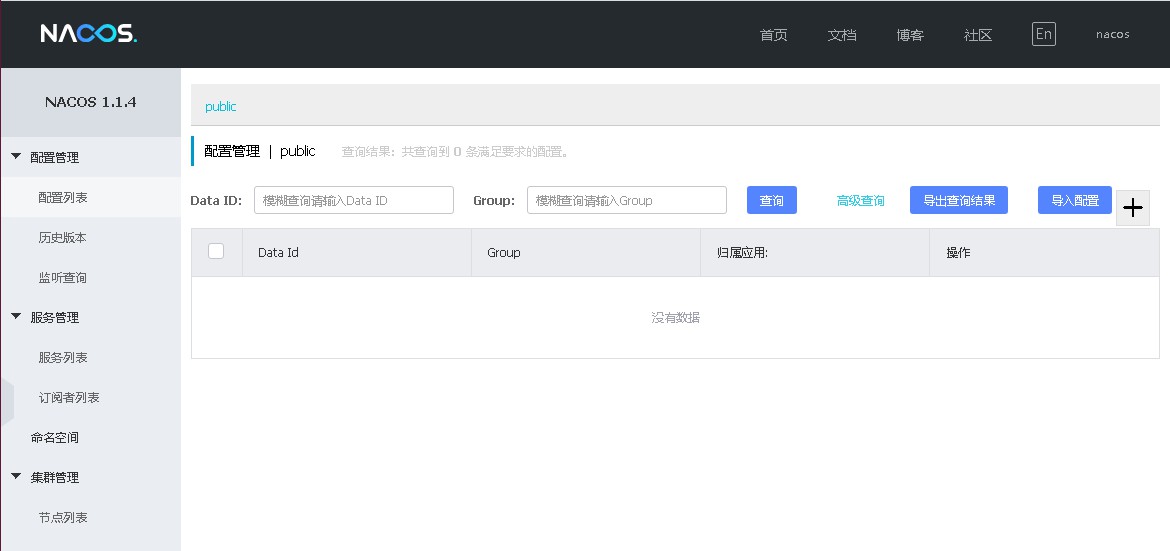 NACOS.
首页 文档 博客 社区 En nacos
NACOS 1.1.4
配置管理
配置列表
历史版本
监听查询
服务管理
服务列表
订阅者列表
命名空间
集群管理
节点列表
public
配置管理 | public 查询结果：共查询到 0 条满足要求的配置。
Data ID: 模糊查询请输入Data ID Group: 模糊查询请输入Group 查询 高级查询 导出查询结果 导入配置
Data Id Group 归属应用: 操作
没有数据